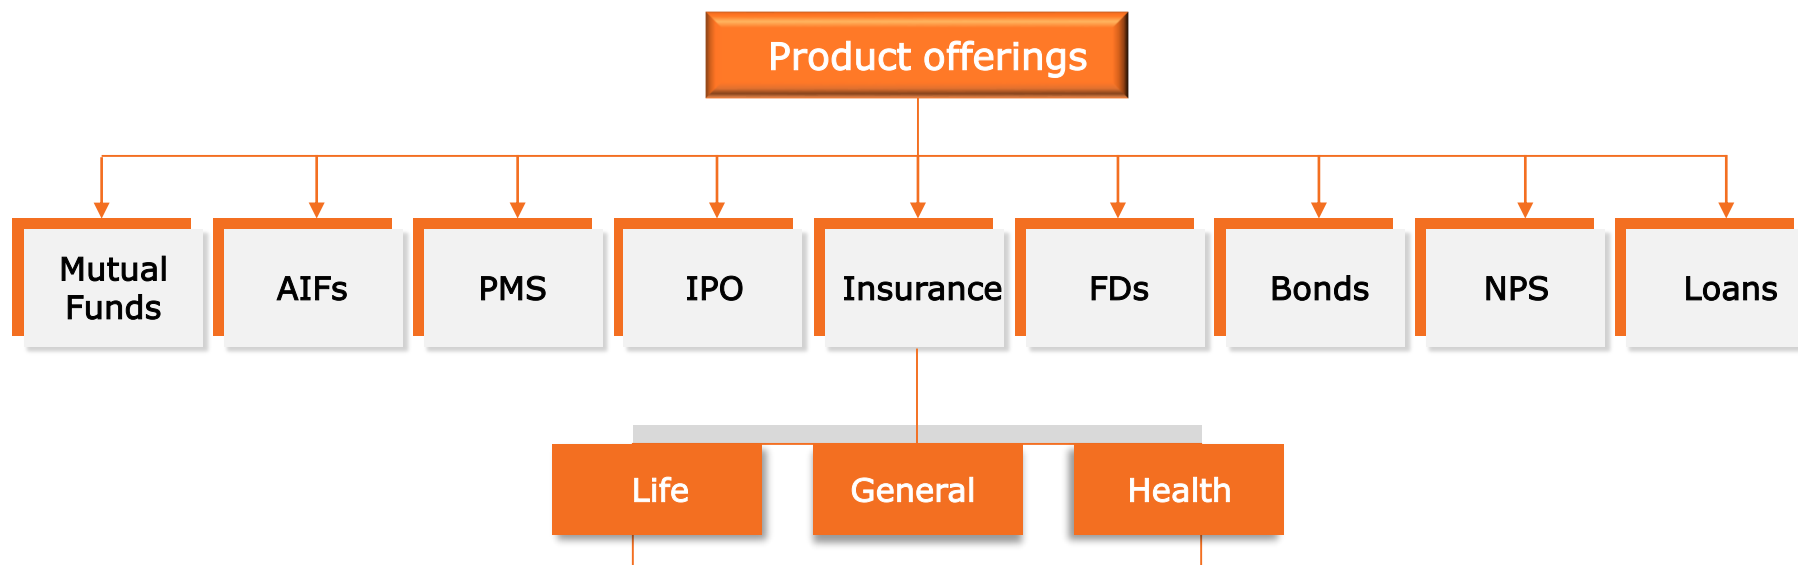 Product offerings
Mutual
Funds
AIFs
PMS
IPO
Insurance
FDs
Bonds
NPS
Loans
Life
General
Health